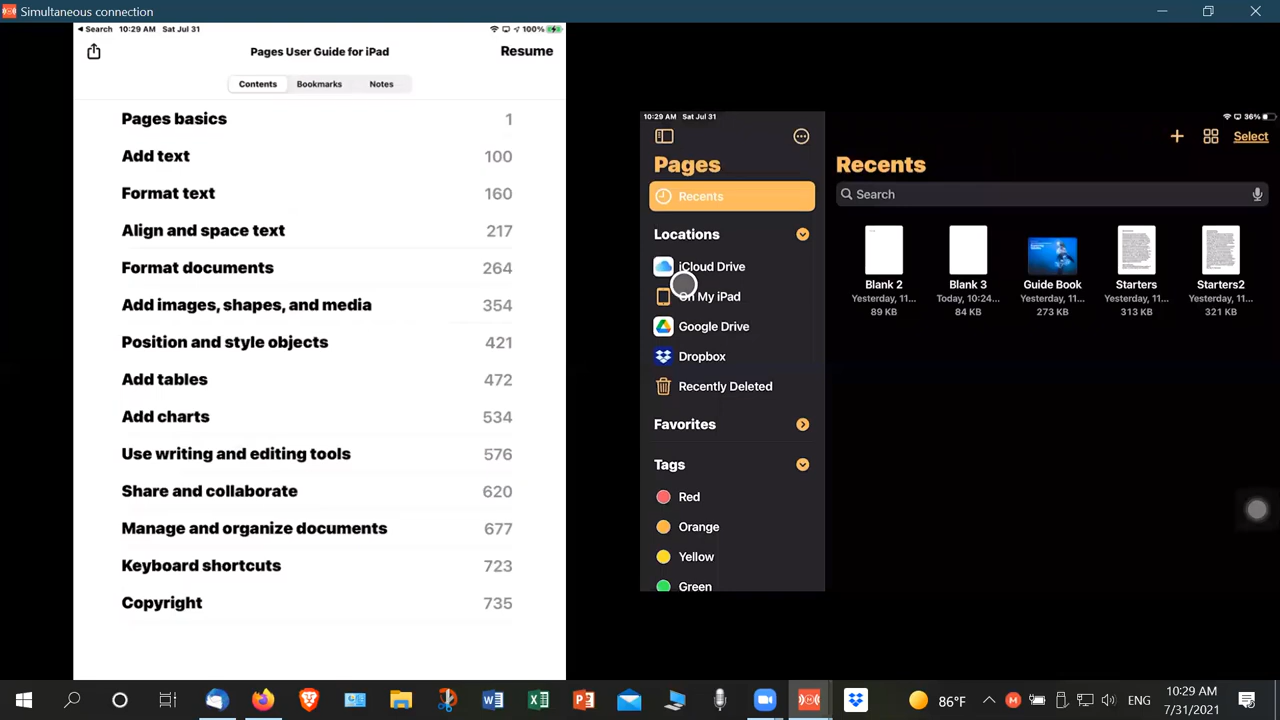 Simultaneous connection
Search 10:29 AM Sat Jul 31
100%
Pages User Guide for iPad
Resume
Contents Bookmarks Notes
Pages basics 1
Add text 100
Format text 160
Align and space text 217
Format documents 264
Add images, shapes, and media 354
Position and style objects 421
Add tables 472
Add charts 534
Use writing and editing tools 576
Share and collaborate 620
Manage and organize documents 677
Keyboard shortcuts 723
Copyright 735
10:29 AM Sat Jul 31
36%
Select
Pages
Recents
Locations
iCloud Drive
On My iPad
Google Drive
Dropbox
Recently Deleted
Favorites
Tags
Red
Orange
Yellow
Green
Recents
Search
Blank 2 Blank 3 Guide Book Starters Starters2
Yesterday, 11... Today, 10:24... Yesterday, 11... Yesterday, 11... Yesterday, 11...
89 KB 84 KB 273 KB 313 KB 321 KB
86°F ENG
10:29 AM
7/31/2021